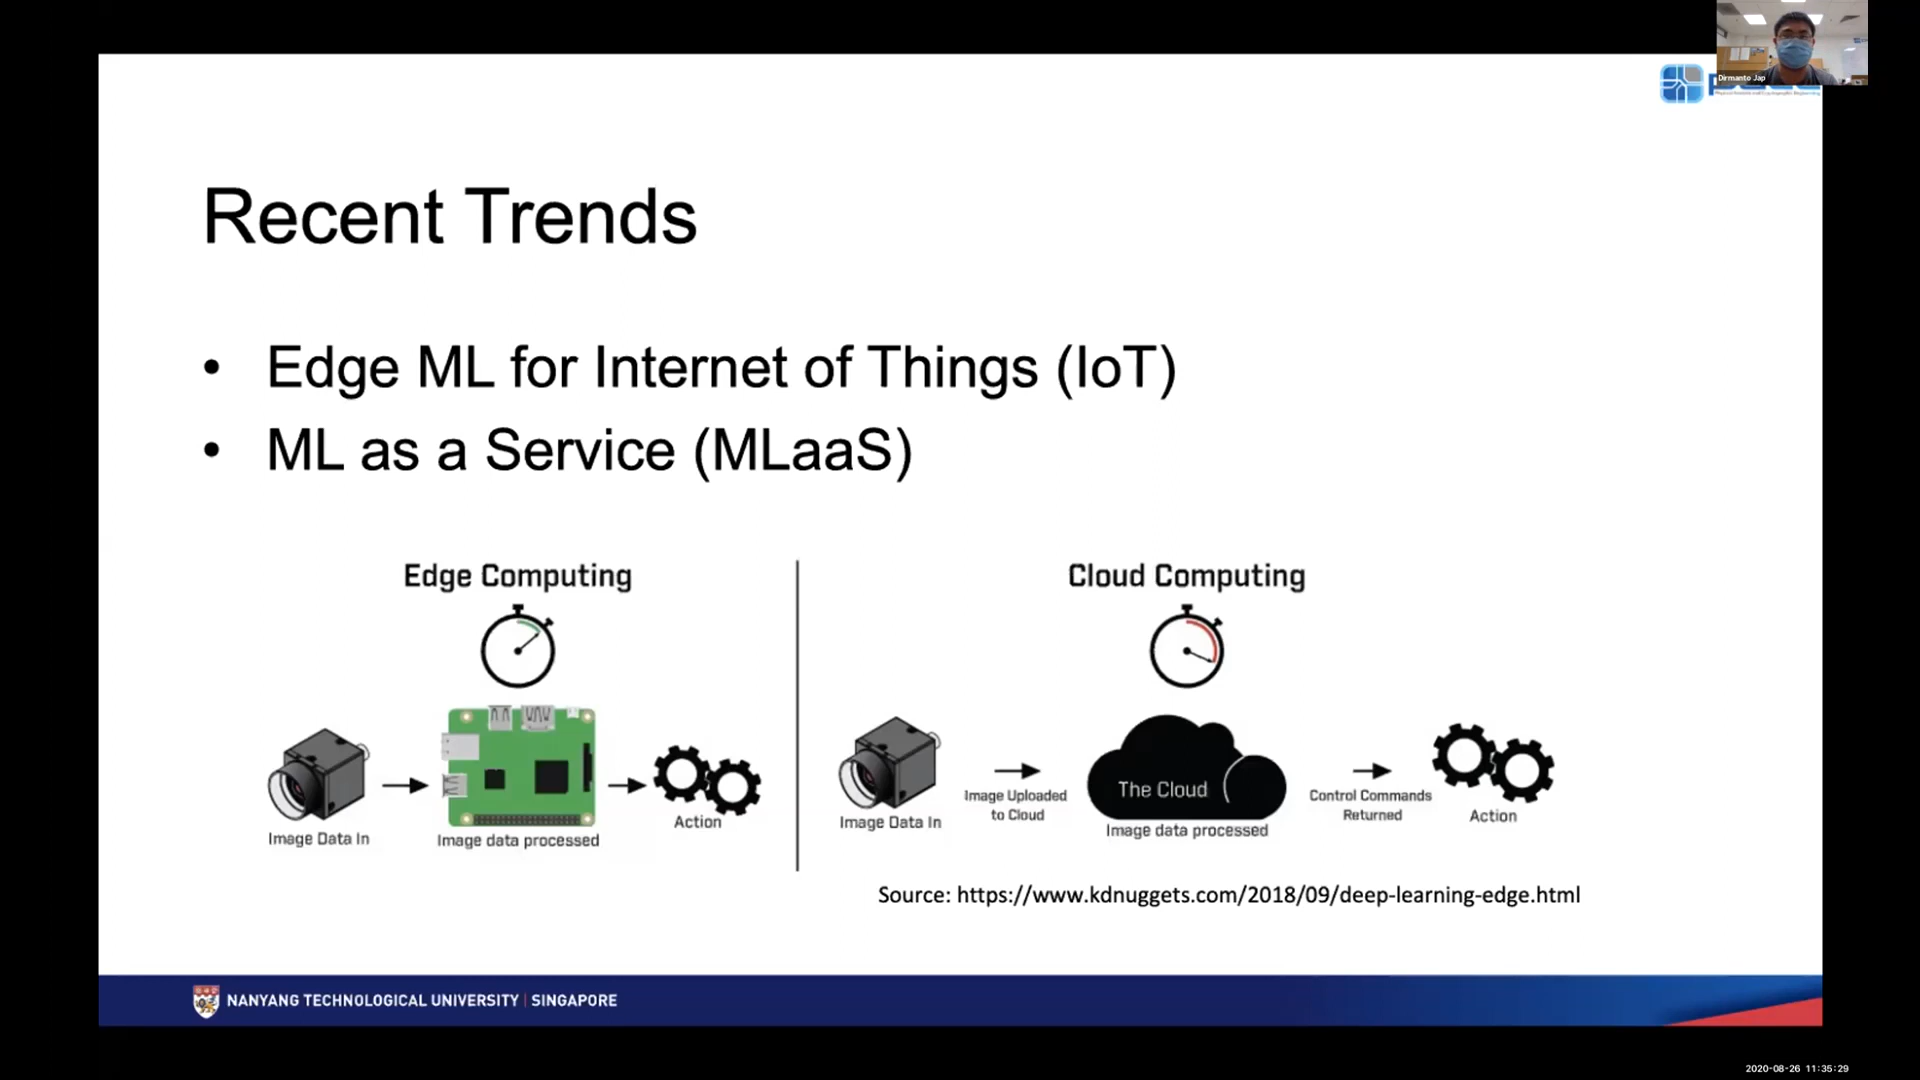 Dirmanto Jap
Recent Trends
• Edge ML for Internet of Things (IoT)
• ML as a Service (MLaaS)
Edge Computing
Image Data In
Image data processed
Action
Cloud Computing
Image Data In
Image Uploaded
to Cloud
The Cloud
Image data processed
Control Commands
Returned
Action
Source: https://www.kdnuggets.com/2018/09/deep-learning-edge.html
NANYANG TECHNOLOGICAL UNIVERSITY | SINGAPORE
2020-08-26 11:35:29